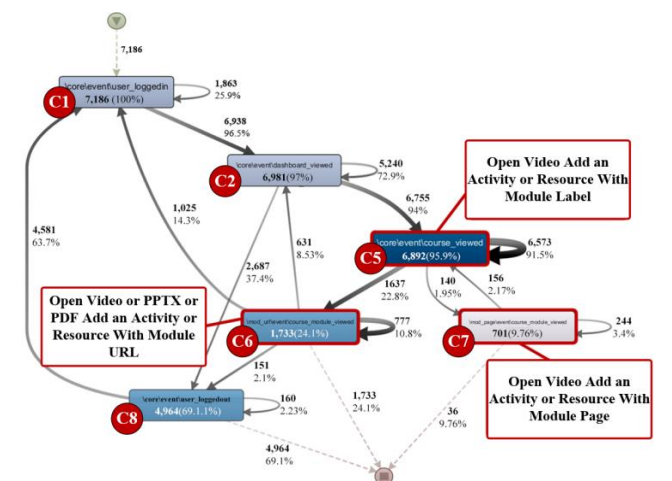 7,186
\core\event\user_loggedin
7,186 (100%)
C1
1,863
25.9%
6,938
96.5%
\core\event\dashboard_viewed
6,981(97%)
C2
5,240
72.9%
Open Video Add an
Activity or Resource With
Module Label
6,755
94%
4,581
63.7%
1,025
14.3%
\core\event\course_viewed
6,892(95.9%)
C5
6,573
91.5%
631
8.53%
2,687
37.4%
1637
22.8%
140
1.95%
156
2.17%
Open Video or PPTX or
PDF Add an Activity or
Resource With Module
URL
\mod_url\event\course_module_viewed
1,733(24.1%)
C6
777
10.8%
\mod_page\event\course_module_viewed
701(9.76%)
C7
244
3.4%
151
2.1%
Open Video Add an
Activity or Resource With
Module Page
\core\event\user_loggedout
4,964(69.1.1%)
C8
160
2.23%
1,733
24.1%
36
9.76%
4,964
69.1%